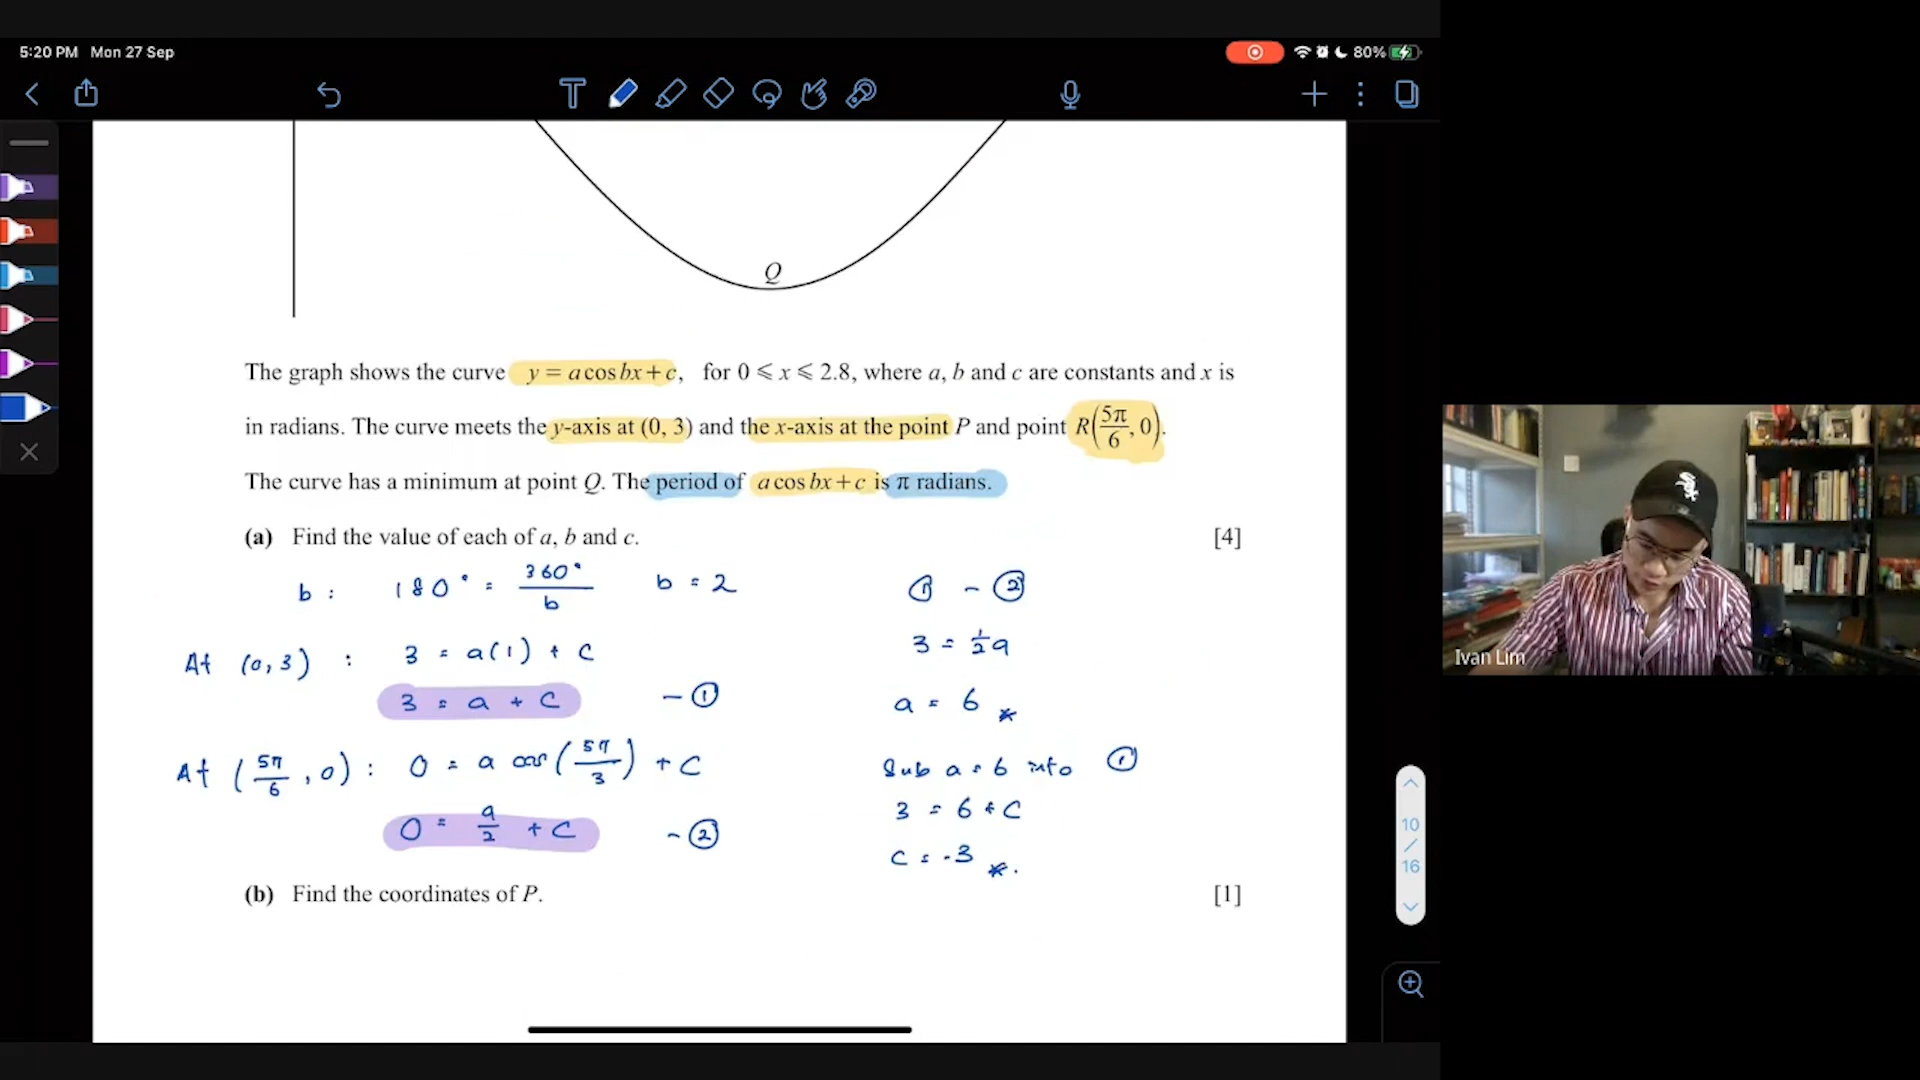 5:20 PM Mon 27 Sep
80%
Q
The graph shows the curve y = a cos bx + c, for 0 ⩽ x ⩽ 2.8, where a, b and c are constants and x is
in radians. The curve meets the y-axis at (0, 3) and the x-axis at the point P and point R(5π/6, 0).
The curve has a minimum at point Q. The period of a cos bx + c is π radians.
(a) Find the value of each of a, b and c. [4]
b : 180° = 360°/b b = 2
At (0,3) : 3 = a(1) + c
3 = a + c — ①
At (5π/6, 0) : 0 = a cos(5π/3) + c
0 = a/2 + c — ②
① - ②
3 = ½a
a = 6 *
Sub a = 6 into ①
3 = 6 + c
c = -3 *.
(b) Find the coordinates of P. [1]
10
/
16
Ivan Lim